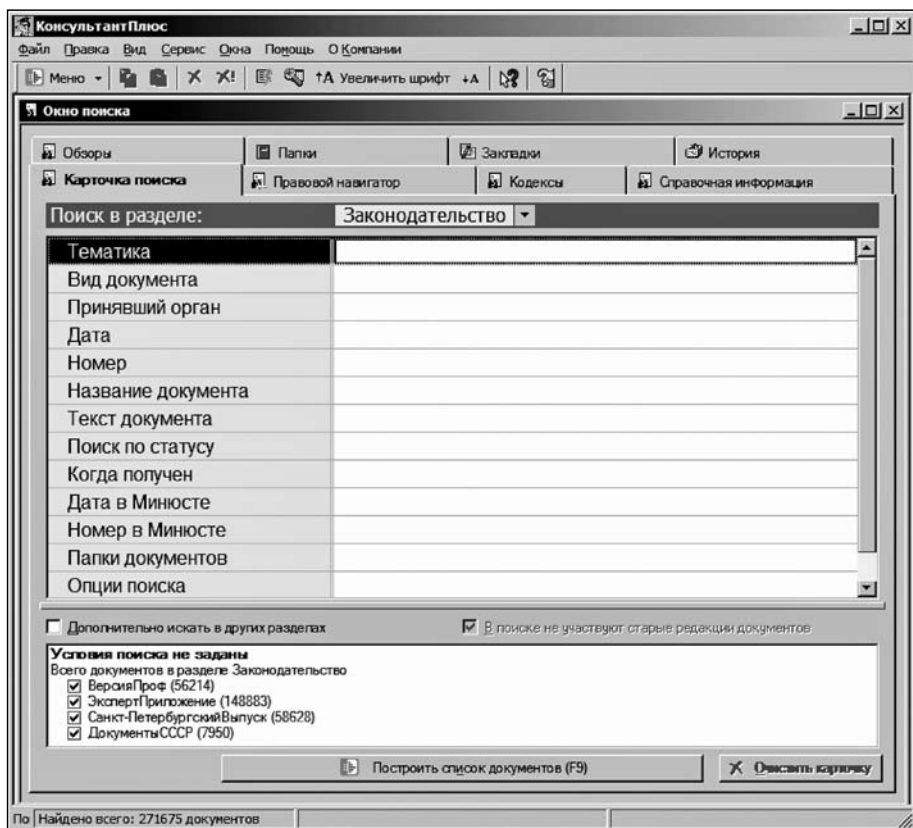 КонсультантПлюс
Файл Правка Вид Сервис Окна Помощь О Компании
Меню ↑А Увеличить шрифт ↓А
Окно поиска
Обзоры Папки Закладки История
Карточка поиска Правовой навигатор Кодексы Справочная информация
Поиск в разделе: Законодательство
Тематика
Вид документа
Принявший орган
Дата
Номер
Название документа
Текст документа
Поиск по статусу
Когда получен
Дата в Минюсте
Номер в Минюсте
Папки документов
Опции поиска
Дополнительно искать в других разделах В поиске не участвуют старые редакции документов
Условия поиска не заданы
Всего документов в разделе Законодательство
ВерсияПроф (56214)
ЭкспертПриложение (148883)
Санкт-ПетербургскийВыпуск (58628)
ДокументыСССР (7950)
Построить список документов (F9) Очистить карточку
По Найдено всего: 271675 документов